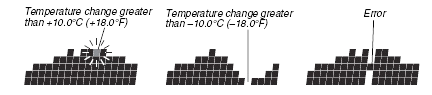 Temperature change greater
than +10.0°C (+18.0°F)
Temperature change greater
than –10.0°C (–18.0°F)
Error